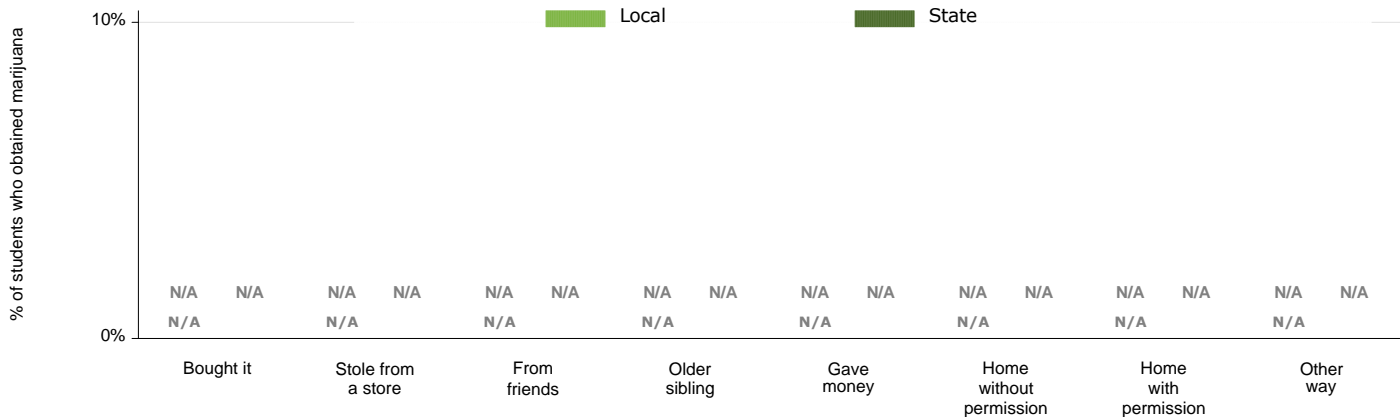 Local State
10%
% of students who obtained marijuana
N/A N/A N/A N/A N/A N/A N/A N/A N/A N/A N/A N/A N/A N/A N/A N/A
N/A N/A N/A N/A N/A N/A N/A N/A
0%
Bought it
Stole from
a store
From
friends
Older
sibling
Gave
money
Home
without
permission
Home
with
permission
Other
way